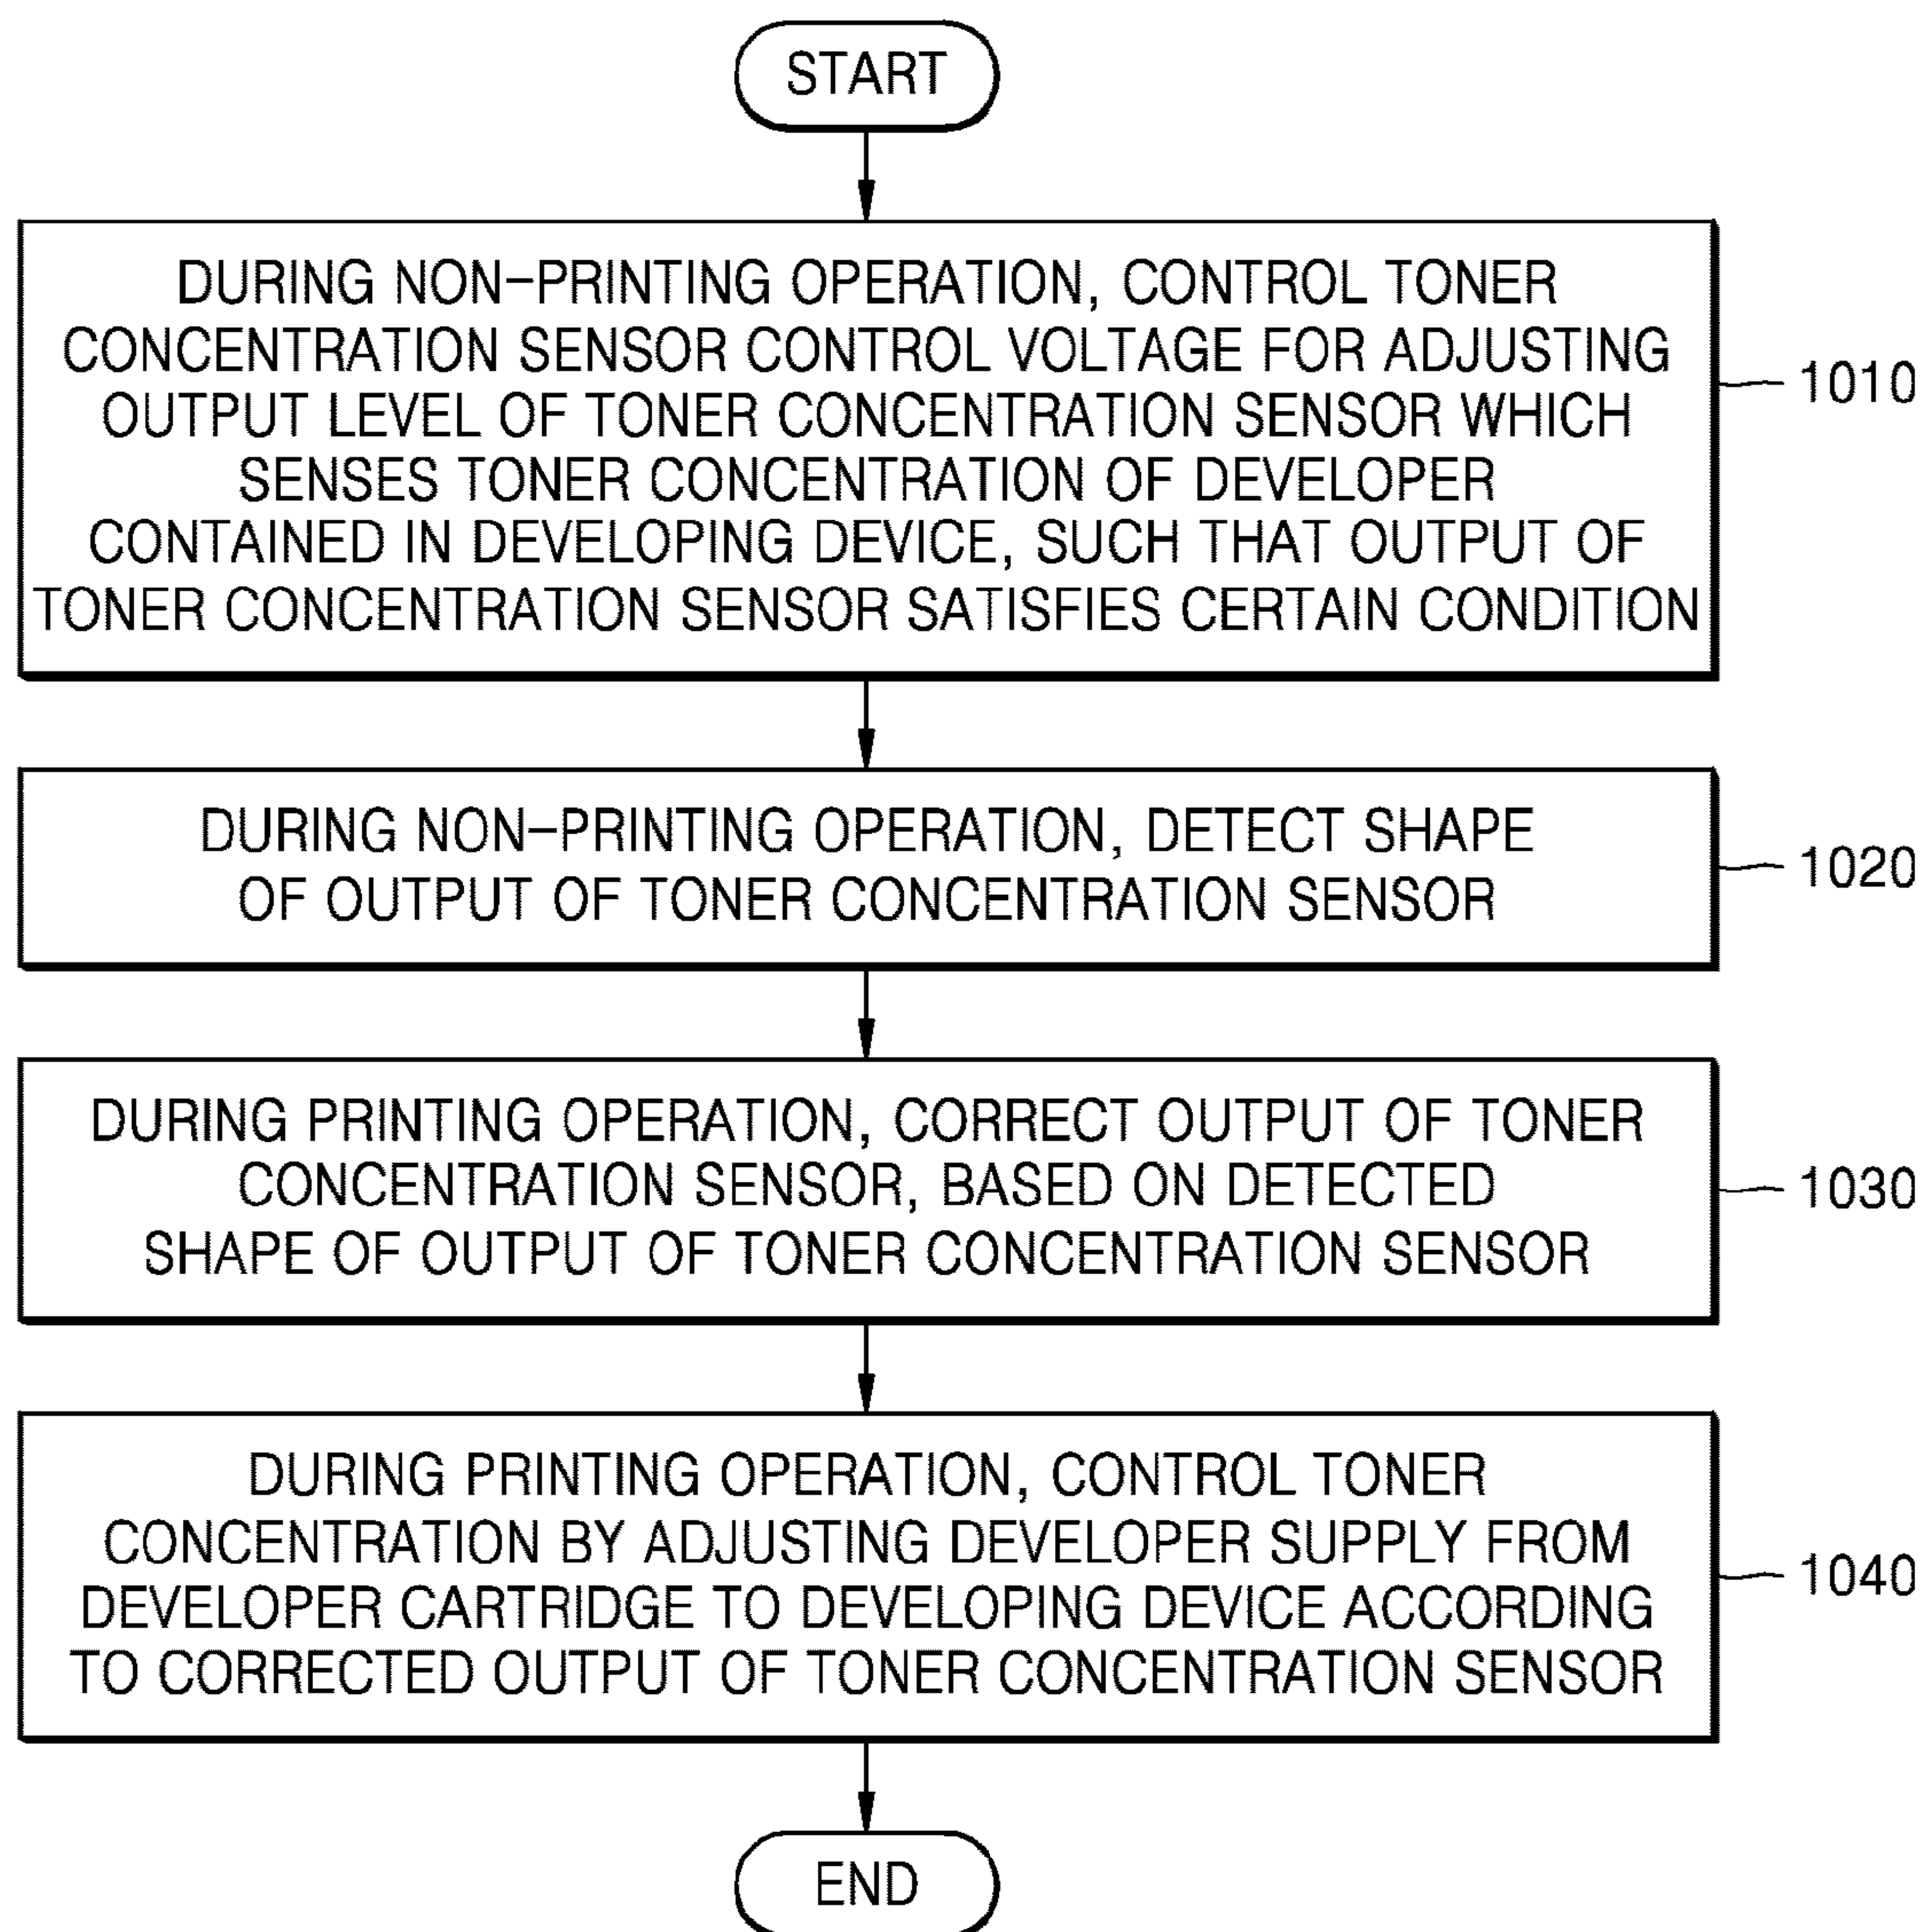 START
DURING NON-PRINTING OPERATION, CONTROL TONER
CONCENTRATION SENSOR CONTROL VOLTAGE FOR ADJUSTING
OUTPUT LEVEL OF TONER CONCENTRATION SENSOR WHICH
SENSES TONER CONCENTRATION OF DEVELOPER
CONTAINED IN DEVELOPING DEVICE, SUCH THAT OUTPUT OF
TONER CONCENTRATION SENSOR SATISFIES CERTAIN CONDITION
1010
DURING NON-PRINTING OPERATION, DETECT SHAPE
OF OUTPUT OF TONER CONCENTRATION SENSOR
1020
DURING PRINTING OPERATION, CORRECT OUTPUT OF TONER
CONCENTRATION SENSOR, BASED ON DETECTED
SHAPE OF OUTPUT OF TONER CONCENTRATION SENSOR
1030
DURING PRINTING OPERATION, CONTROL TONER
CONCENTRATION BY ADJUSTING DEVELOPER SUPPLY FROM
DEVELOPER CARTRIDGE TO DEVELOPING DEVICE ACCORDING
TO CORRECTED OUTPUT OF TONER CONCENTRATION SENSOR
1040
END